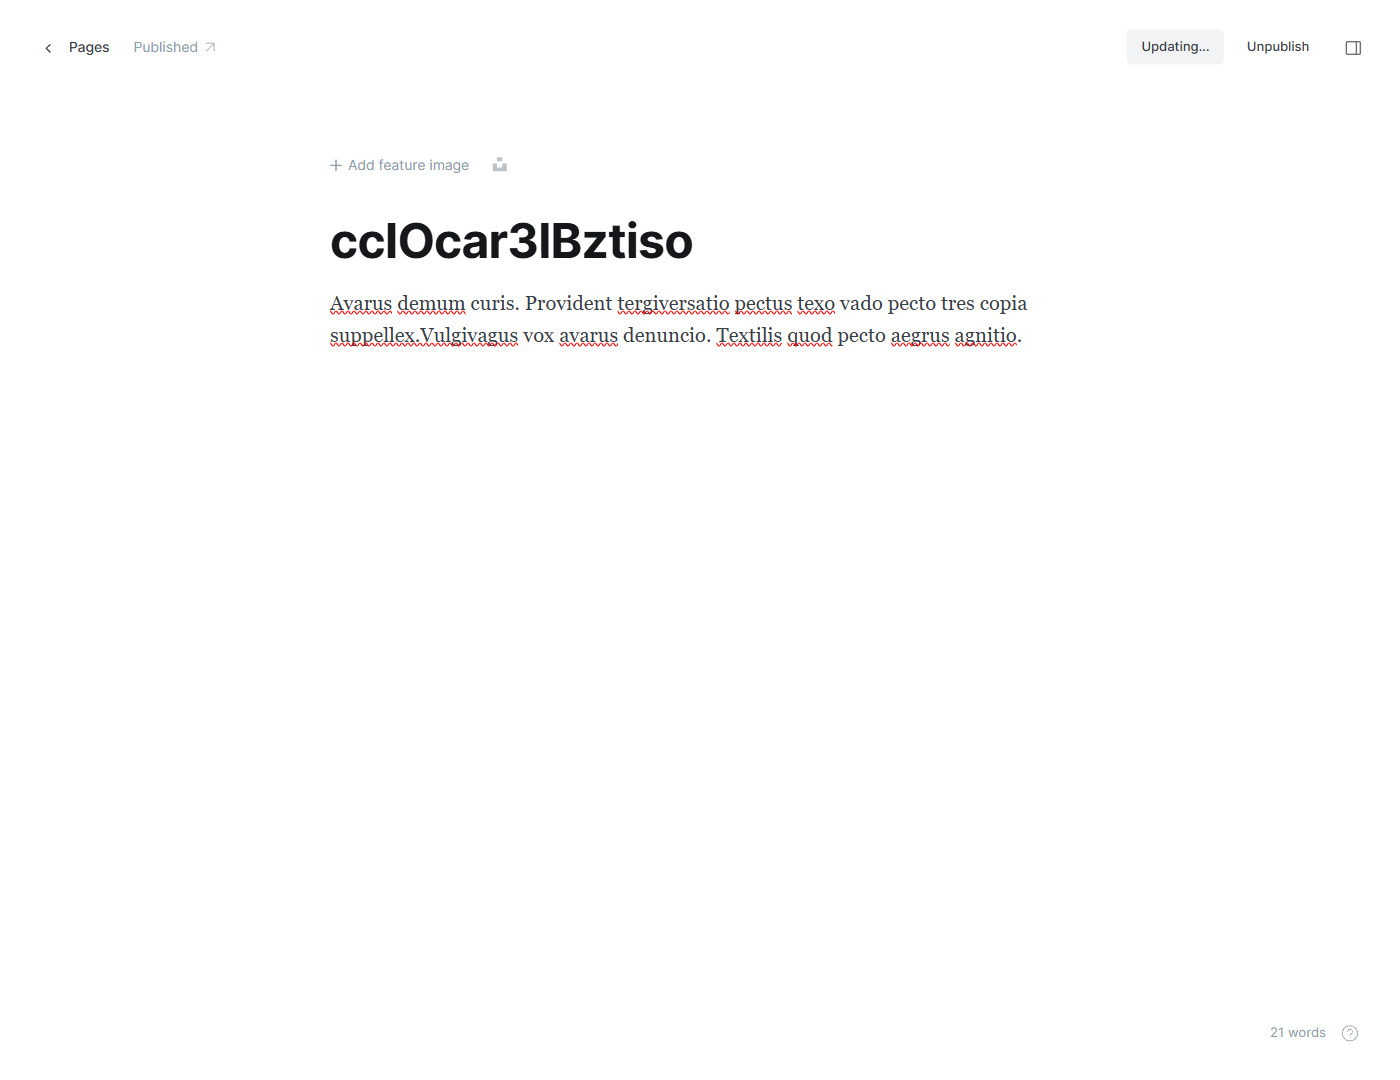 Pages
Published
Updating...
Unpublish
Add feature image
ccIOcar3IBztiso
Avarus demum curis. Provident tergiversatio pectus texo vado pecto tres copia
suppellex.Vulgivagus vox avarus denuncio. Textilis quod pecto aegrus agnitio.
21 words